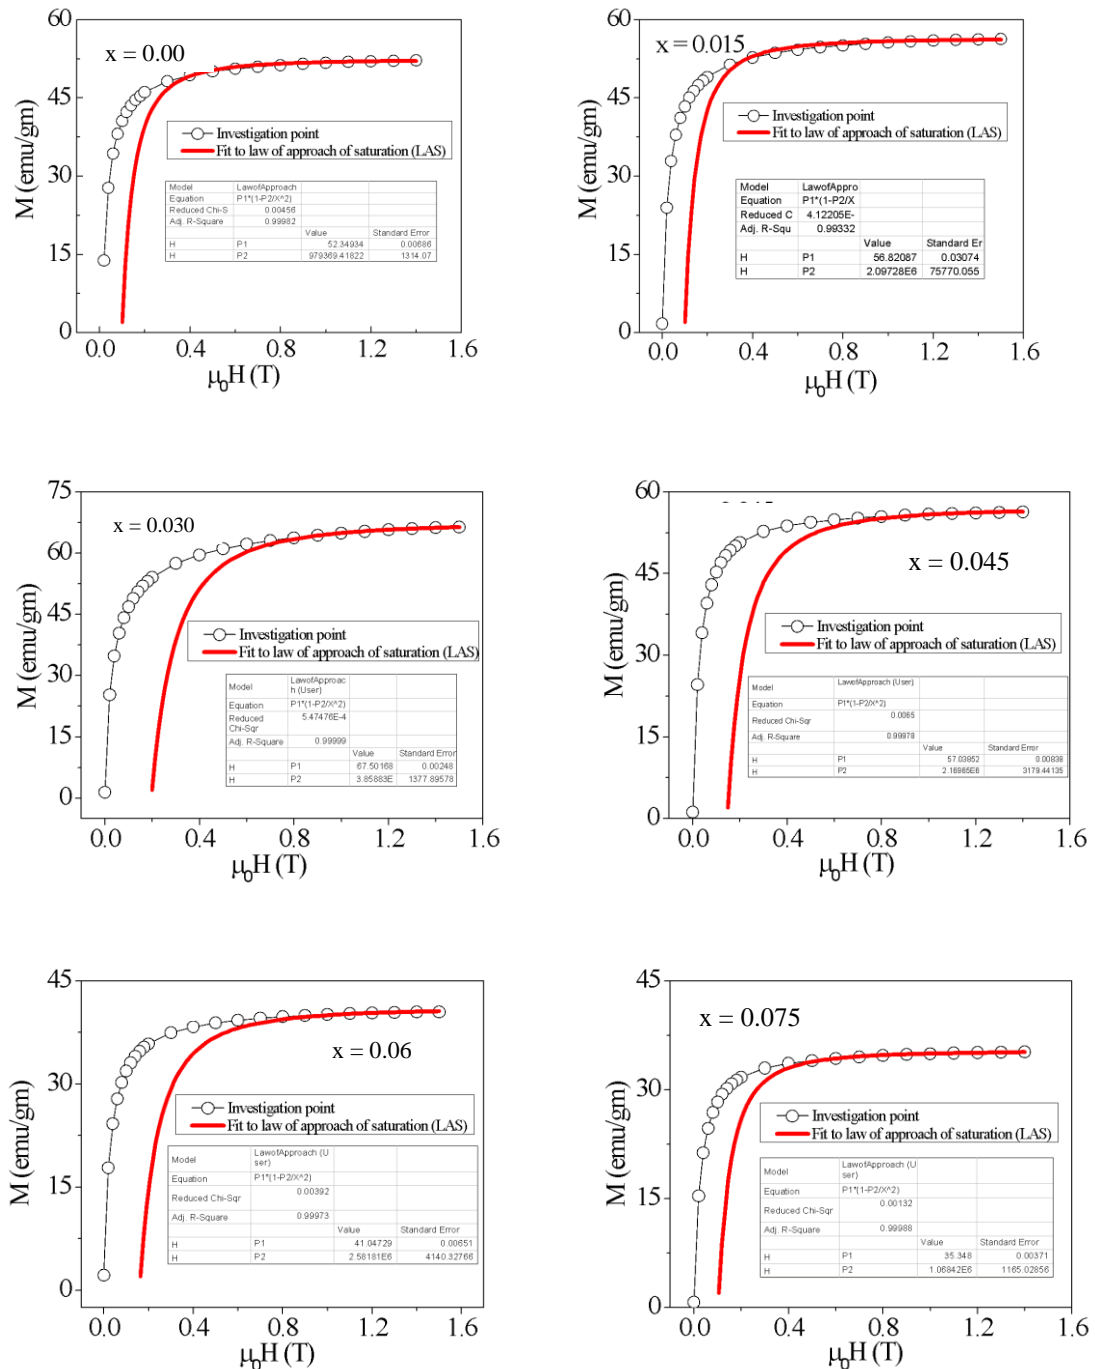 60
45
30
15
0
M (emu/gm)
x = 0.00
Investigation point
Fit to law of approach of saturation (LAS)
Model LawofApproach
Equation P1*(1-P2/X^2)
Reduced Chi-S 0.00456
Adj. R-Square 0.99982
Value Standard Error
H P1 52.34934 0.00686
H P2 979369.41822 1314.07
0.0 0.4 0.8 1.2 1.6
μ0H (T)
60
45
30
15
0
M (emu/gm)
x = 0.015
Investigation point
Fit to law of approach of saturation (LAS)
Model LawofAppro
Equation P1*(1-P2/X
Reduced C 4.12205E-
Adj. R-Squ 0.99332
Value Standard Er
H P1 56.82087 0.03074
H P2 2.09728E6 75770.055
0.0 0.4 0.8 1.2 1.6
μ0H (T)
75
60
45
30
15
0
M (emu/gm)
x = 0.030
Investigation point
Fit to law of approach of saturation (LAS)
Model LawofApproac
h (User)
Equation P1*(1-P2/X^2)
Reduced
Chi-Sqr 5.47476E-4
Adj. R-Square 0.99999
Value Standard Error
H P1 67.50168 0.00248
H P2 3.85883E 1377.89578
0.0 0.4 0.8 1.2 1.6
μ0H (T)
60
45
30
15
0
M (emu/gm)
x = 0.045
Investigation point
Fit to law of approach of saturation (LAS)
Model LawofApproach (User)
Equation P1*(1-P2/X^2)
Reduced Chi-Sqr 0.0065
Adj. R-Square 0.99978
Value Standard Error
H P1 57.03852 0.00838
H P2 2.16965E6 3179.44135
0.0 0.4 0.8 1.2 1.6
μ0H (T)
45
30
15
0
M (emu/gm)
x = 0.06
Investigation point
Fit to law of approach of saturation (LAS)
Model LawofApproach (U
ser)
Equation P1*(1-P2/X^2)
Reduced Chi-Sqr 0.00392
Adj. R-Square 0.99973
Value Standard Error
H P1 41.04729 0.00651
H P2 2.58181E6 4140.32766
0.0 0.4 0.8 1.2 1.6
μ0H (T)
45
30
15
0
M (emu/gm)
x = 0.075
Investigation point
Fit to law of approach of saturation (LAS)
Model LawofApproach (U
ser)
Equation P1*(1-P2/X^2)
Reduced Chi-Sqr 0.00132
Adj. R-Square 0.99988
Value Standard Error
H P1 35.348 0.00371
H P2 1.06842E6 1165.02856
0.0 0.4 0.8 1.2 1.6
μ0H (T)